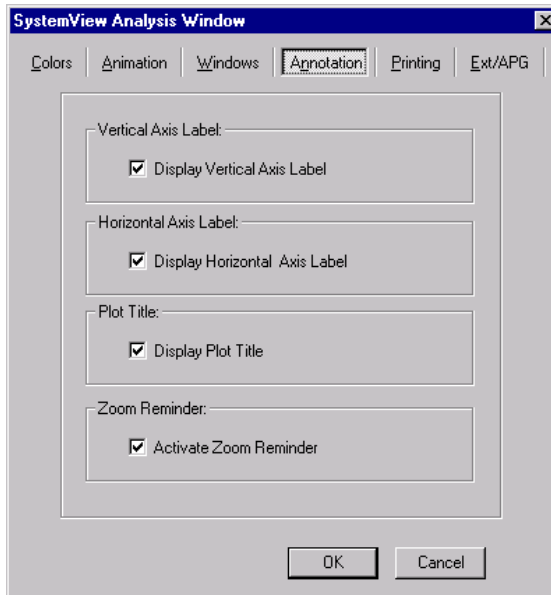 SystemView Analysis Window
Colors Animation Windows Annotation Printing Ext/APG
Vertical Axis Label:
Display Vertical Axis Label
Horizontal Axis Label:
Display Horizontal Axis Label
Plot Title:
Display Plot Title
Zoom Reminder:
Activate Zoom Reminder
OK Cancel